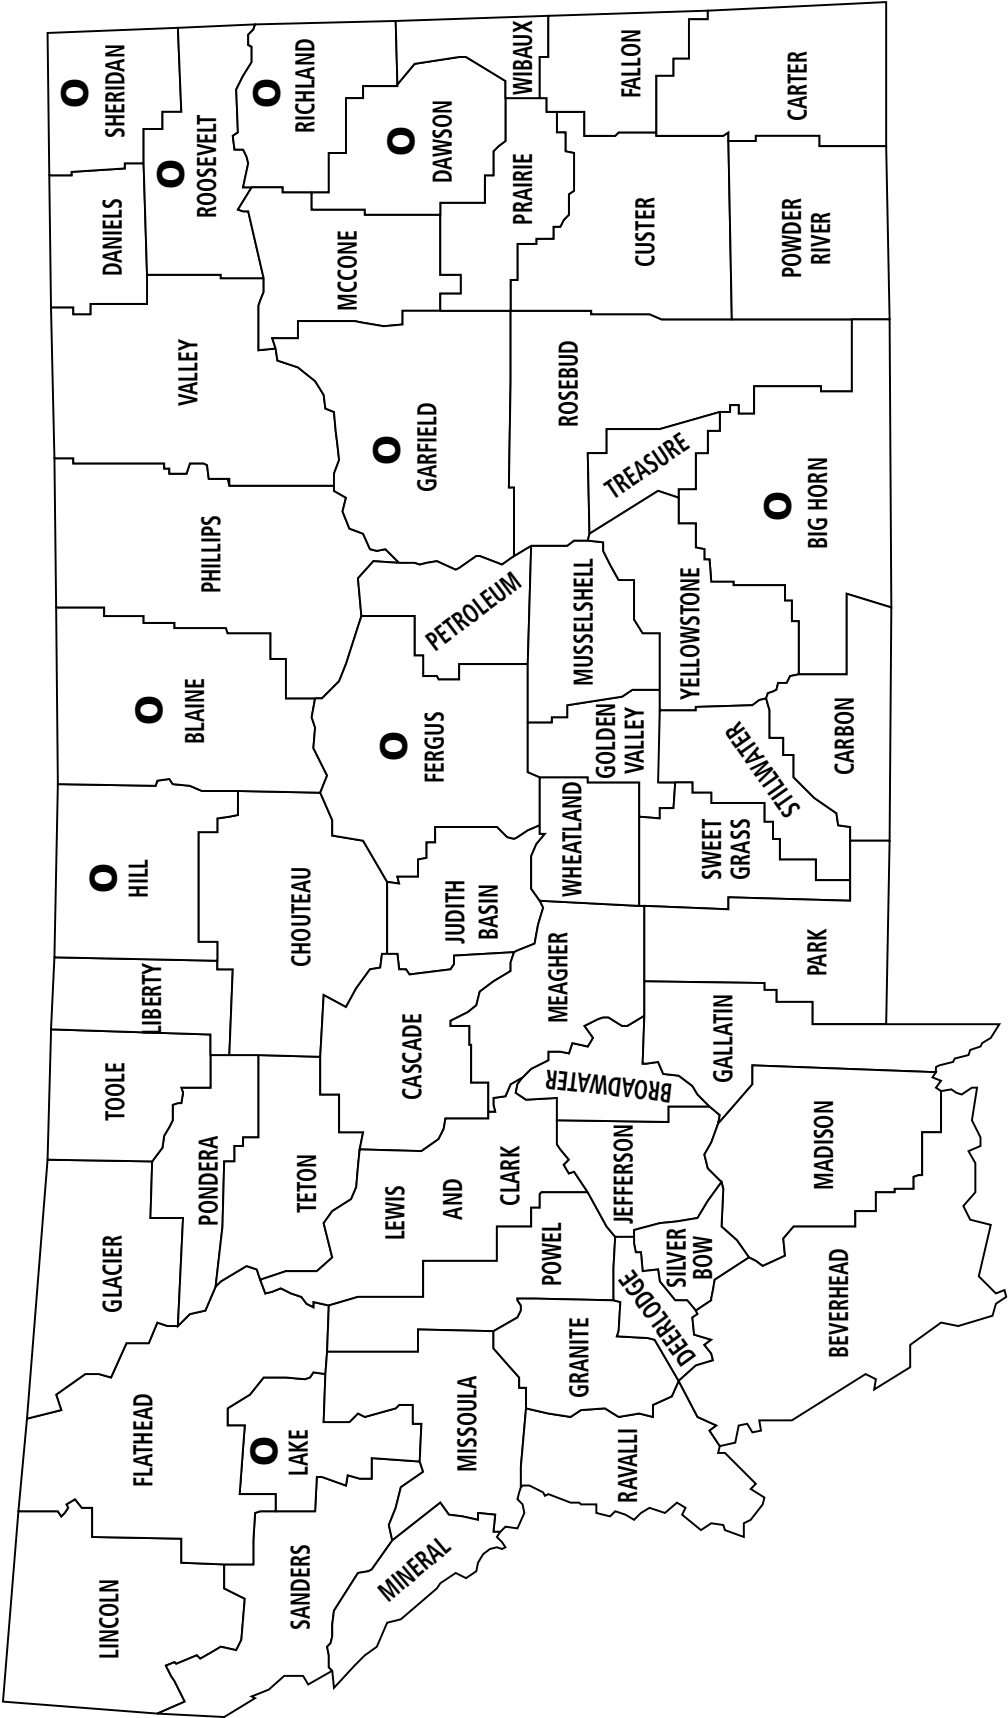 LINCOLN
FLATHEAD
GLACIER
TOOLE
LIBERTY
HILL
O
BLAINE
O
PHILLIPS
VALLEY
DANIELS
SHERIDAN
O
ROOSEVELT
O
SANDERS
LAKE
O
PONDERA
TETON
CHOUTEAU
RICHLAND
O
MCCONE
GARFIELD
O
DAWSON
O
MINERAL
MISSOULA
LEWIS
AND
CLARK
CASCADE
JUDITH
BASIN
FERGUS
O
PETROLEUM
PRAIRIE
WIBAUX
POWEL
GRANITE
MEAGHER
BROADWATER
WHEATLAND
GOLDEN
VALLEY
MUSSELSHELL
ROSEBUD
TREASURE
CUSTER
FALLON
RAVALLI
DEERLODGE
SILVER
BOW
JEFFERSON
GALLATIN
PARK
SWEET
GRASS
STILLWATER
YELLOWSTONE
BIG HORN
O
POWDER
RIVER
CARTER
BEVERHEAD
MADISON
CARBON